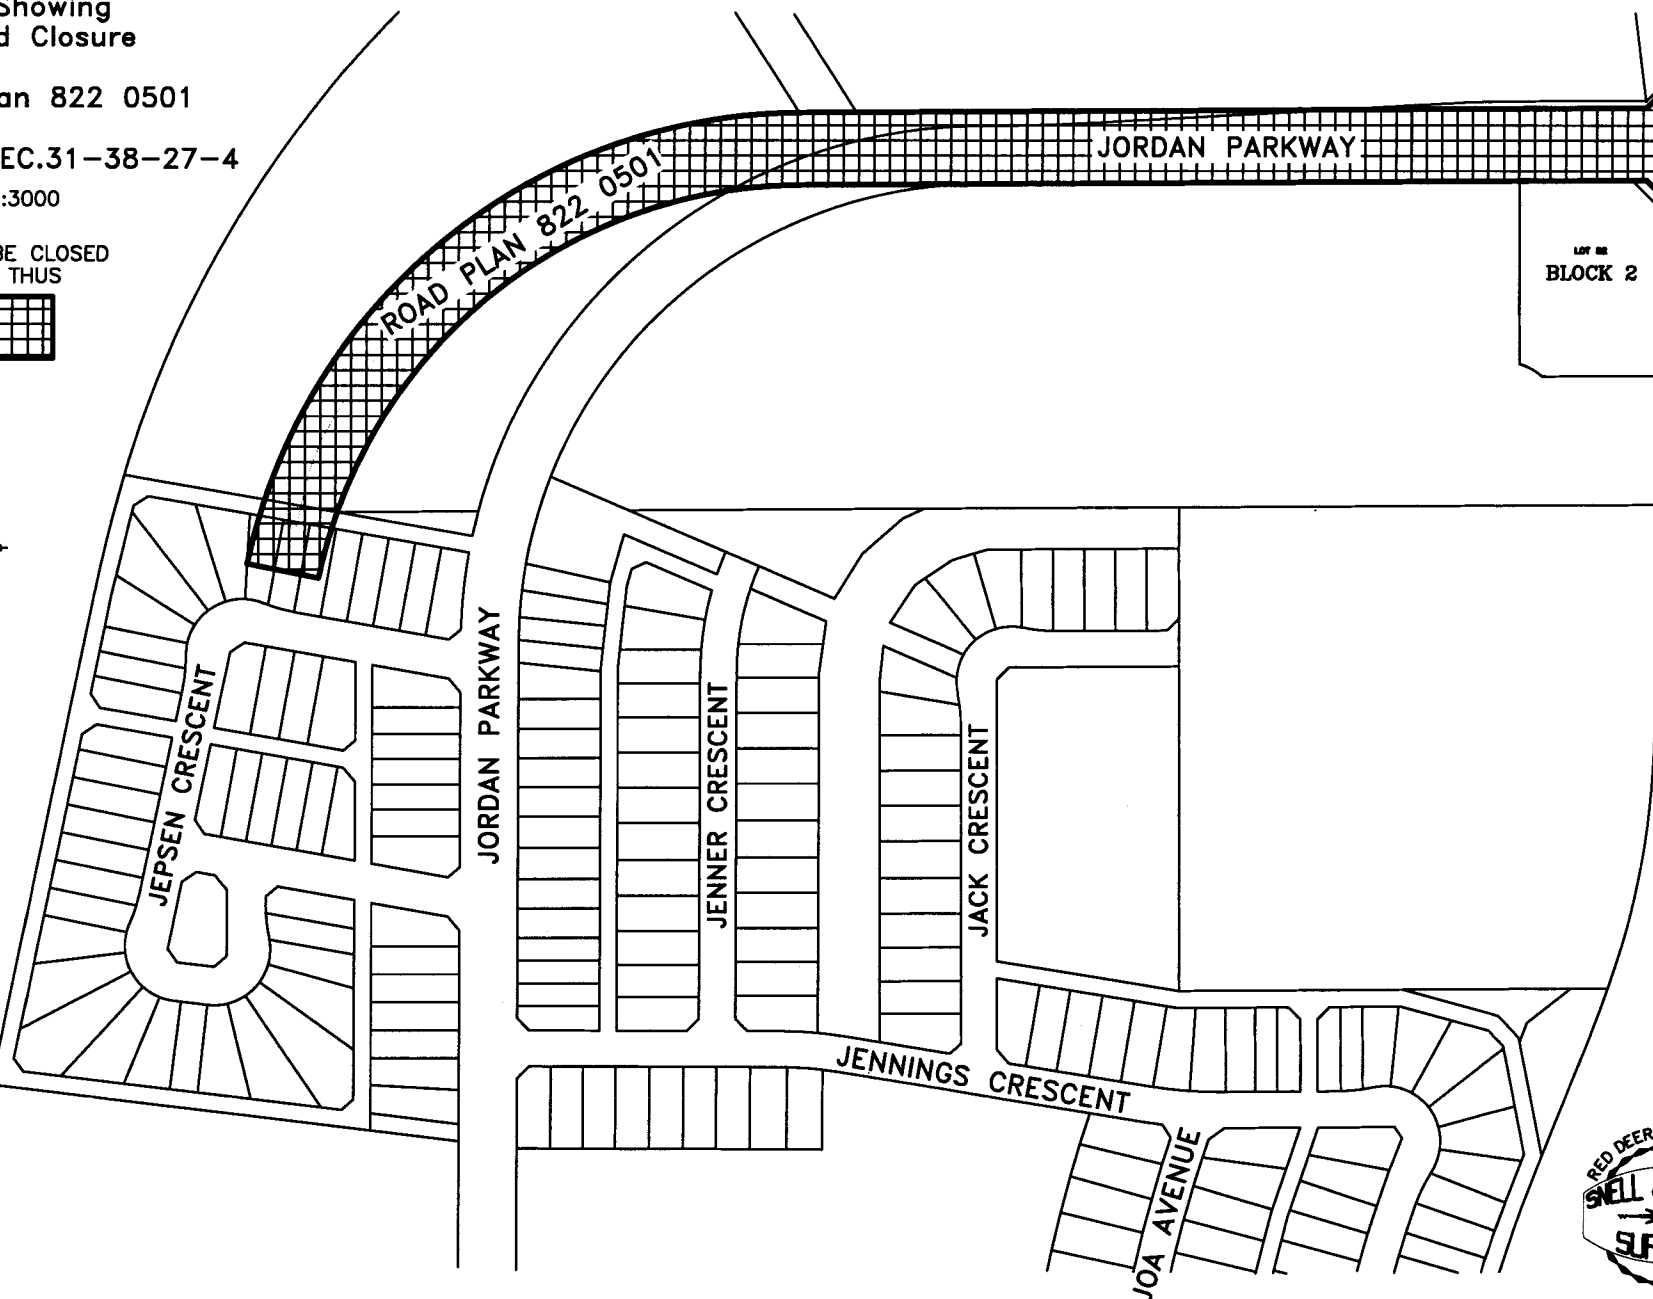 Showing
d Closure
an 822 0501
EC.31-38-27-4
:3000
BE CLOSED
THUS
ROAD PLAN 822 0501
JORDAN PARKWAY
BLOCK 2
JEPSEN CRESCENT
JORDAN PARKWAY
JENNER CRESCENT
JACK CRESCENT
JENNINGS CRESCENT
JOA AVENUE
RED DEER
SNELL
SUR